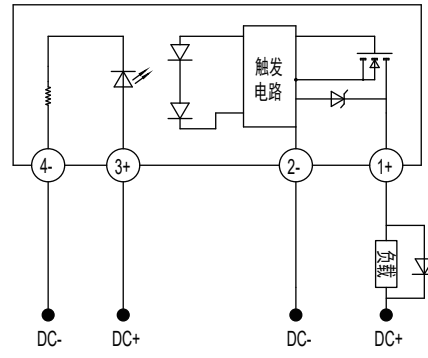 触发
电路
4-
3+
2-
1+
负载
DC-
DC+
DC-
DC+